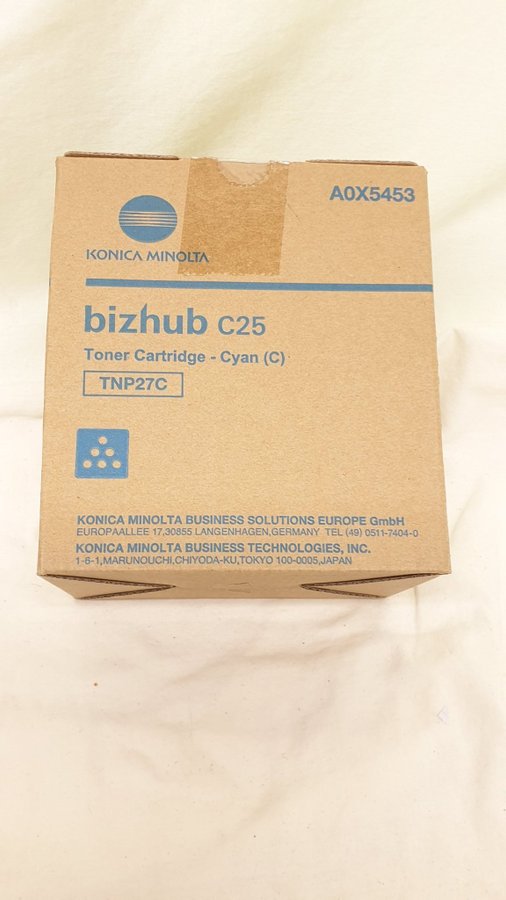 A0X5453
KONICA MINOLTA
bizhub C25
Toner Cartridge - Cyan (C)
TNP27C
KONICA MINOLTA BUSINESS SOLUTIONS EUROPE GmbH
EUROPAALLEE 17,30855 LANGENHAGEN,GERMANY TEL (49) 0511-7404-0
KONICA MINOLTA BUSINESS TECHNOLOGIES, INC.
1-6-1,MARUNOUCHI,CHIYODA-KU,TOKYO 100-0005,JAPAN